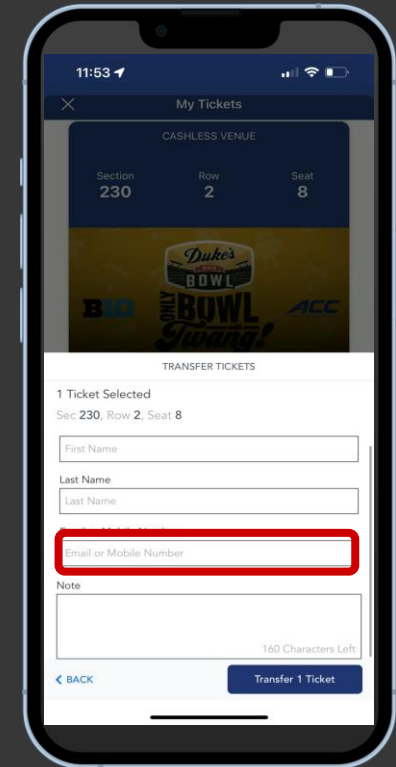 11:53
My Tickets
CASHLESS VENUE
Section Row Seat
230 2 8
Duke's
BOWL
B1G ONLY BOWL ACC
Twang!
TRANSFER TICKETS
1 Ticket Selected
Sec 230, Row 2, Seat 8
First Name
Last Name
Last Name
Email or Mobile Number
Note
160 Characters Left
BACK Transfer 1 Ticket